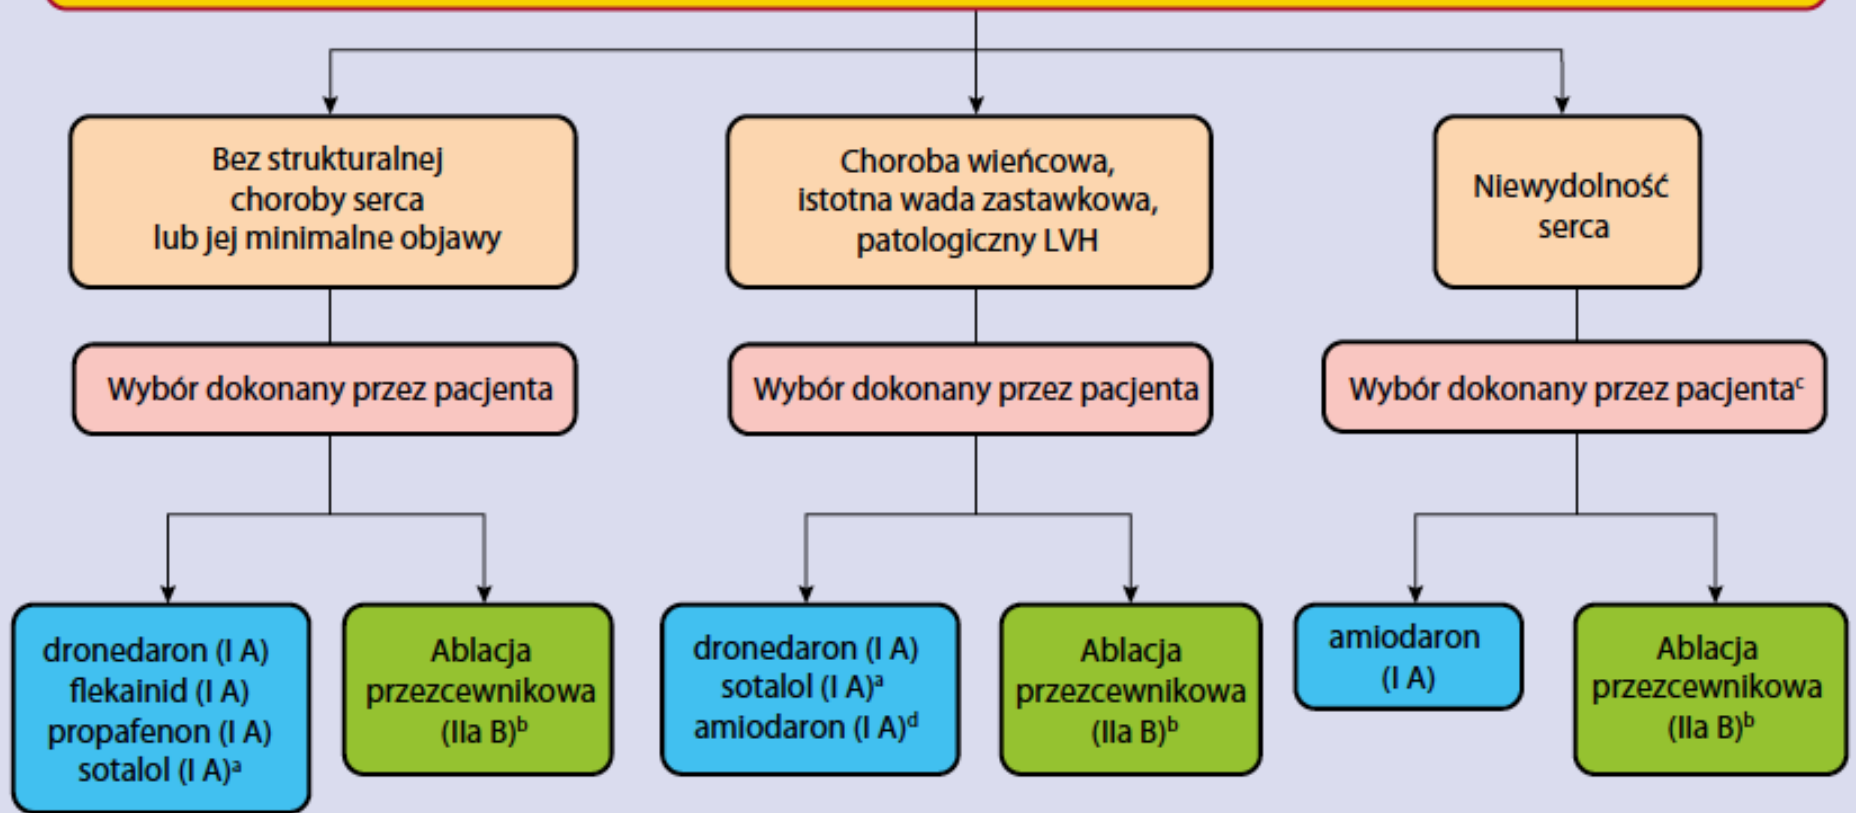 Bez strukturalnej
choroby serca
lub jej minimalne objawy
Choroba wieńcowa,
istotna wada zastawkowa,
patologiczny LVH
Niewydolność
serca
Wybór dokonany przez pacjenta
Wybór dokonany przez pacjenta
Wybór dokonany przez pacjentaᶜ
dronedaron (I A)
flekainid (I A)
propafenon (I A)
sotalol (I A)ᵃ
Ablacja
przezcewnikowa
(IIa B)ᵇ
dronedaron (I A)
sotalol (I A)ᵃ
amiodaron (I A)ᵈ
Ablacja
przezcewnikowa
(IIa B)ᵇ
amiodaron
(I A)
Ablacja
przezcewnikowa
(IIa B)ᵇ